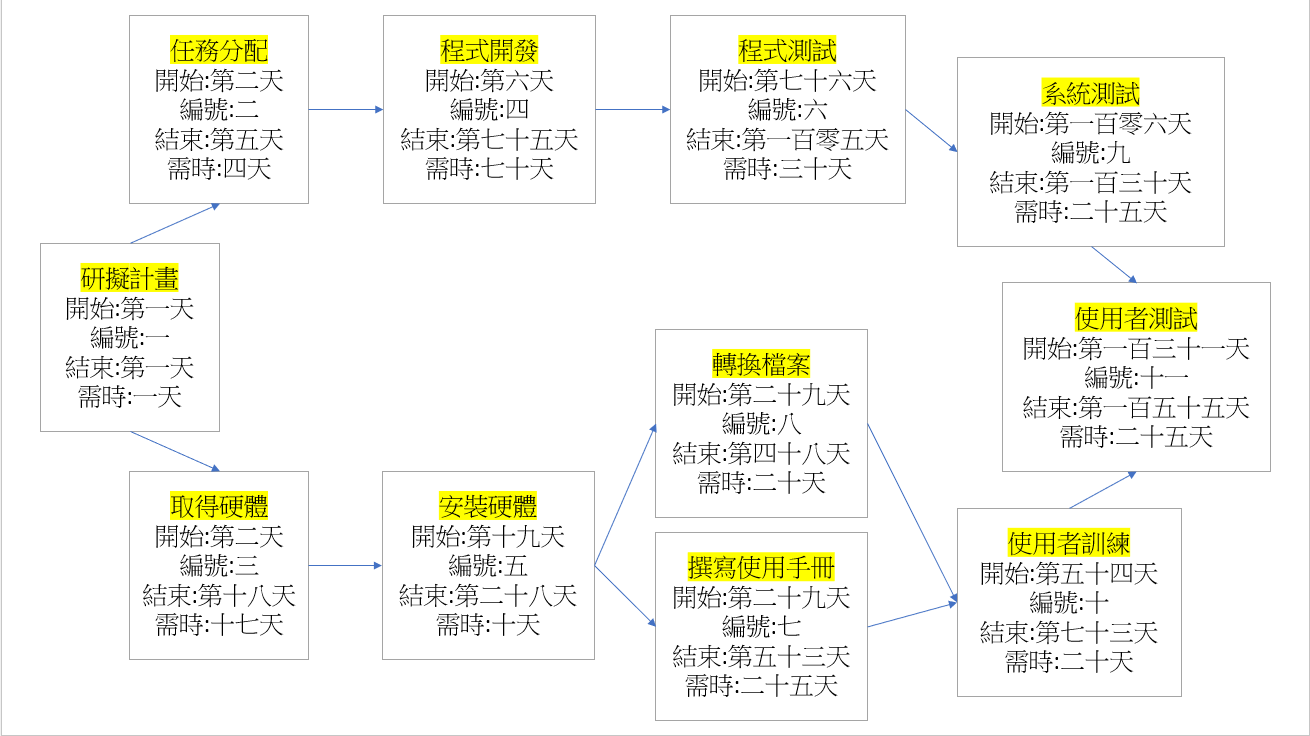 任務分配
開始:第二天
編號:二
結束:第五天
需時:四天
程式開發
開始:第六天
編號:四
結束:第七十五天
需時:七十天
程式測試
開始:第七十六天
編號:六
結束:第一百零五天
需時:三十天
系統測試
開始:第一百零六天
編號:九
結束:第一百三十天
需時:二十五天
研擬計畫
開始:第一天
編號:一
結束:第一天
需時:一天
使用者測試
開始:第一百三十一天
編號:十一
結束:第一百五十五天
需時:二十五天
轉換檔案
開始:第二十九天
編號:八
結束:第四十八天
需時:二十天
取得硬體
開始:第二天
編號:三
結束:第十八天
需時:十七天
安裝硬體
開始:第十九天
編號:五
結束:第二十八天
需時:十天
撰寫使用手冊
開始:第二十九天
編號:七
結束:第五十三天
需時:二十五天
使用者訓練
開始:第五十四天
編號:十
結束:第七十三天
需時:二十天